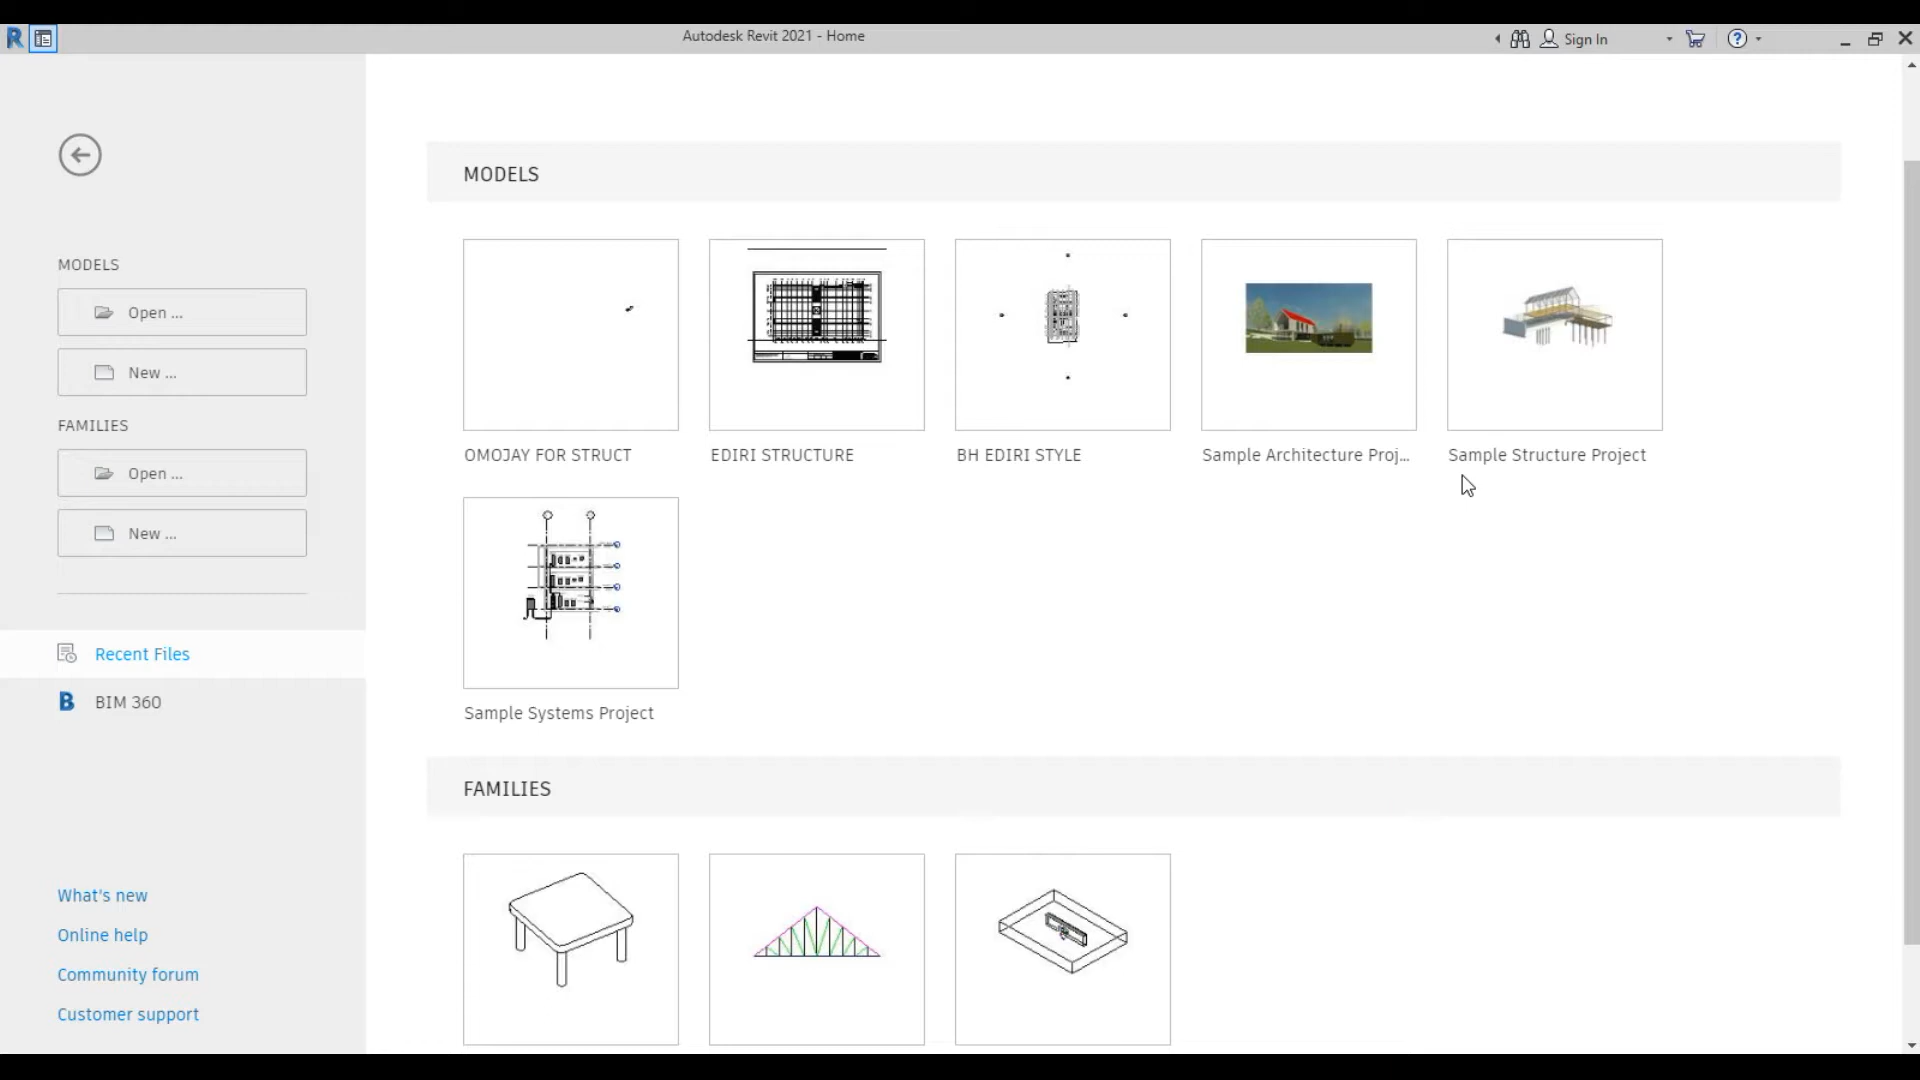 Autodesk Revit 2021 - Home
Sign In
MODELS
Open ...
New ...
FAMILIES
Open ...
New ...
Recent Files
BIM 360
What's new
Online help
Community forum
Customer support
MODELS
OMOJAY FOR STRUCT
EDIRI STRUCTURE
BH EDIRI STYLE
Sample Architecture Proj...
Sample Structure Project
Sample Systems Project
FAMILIES